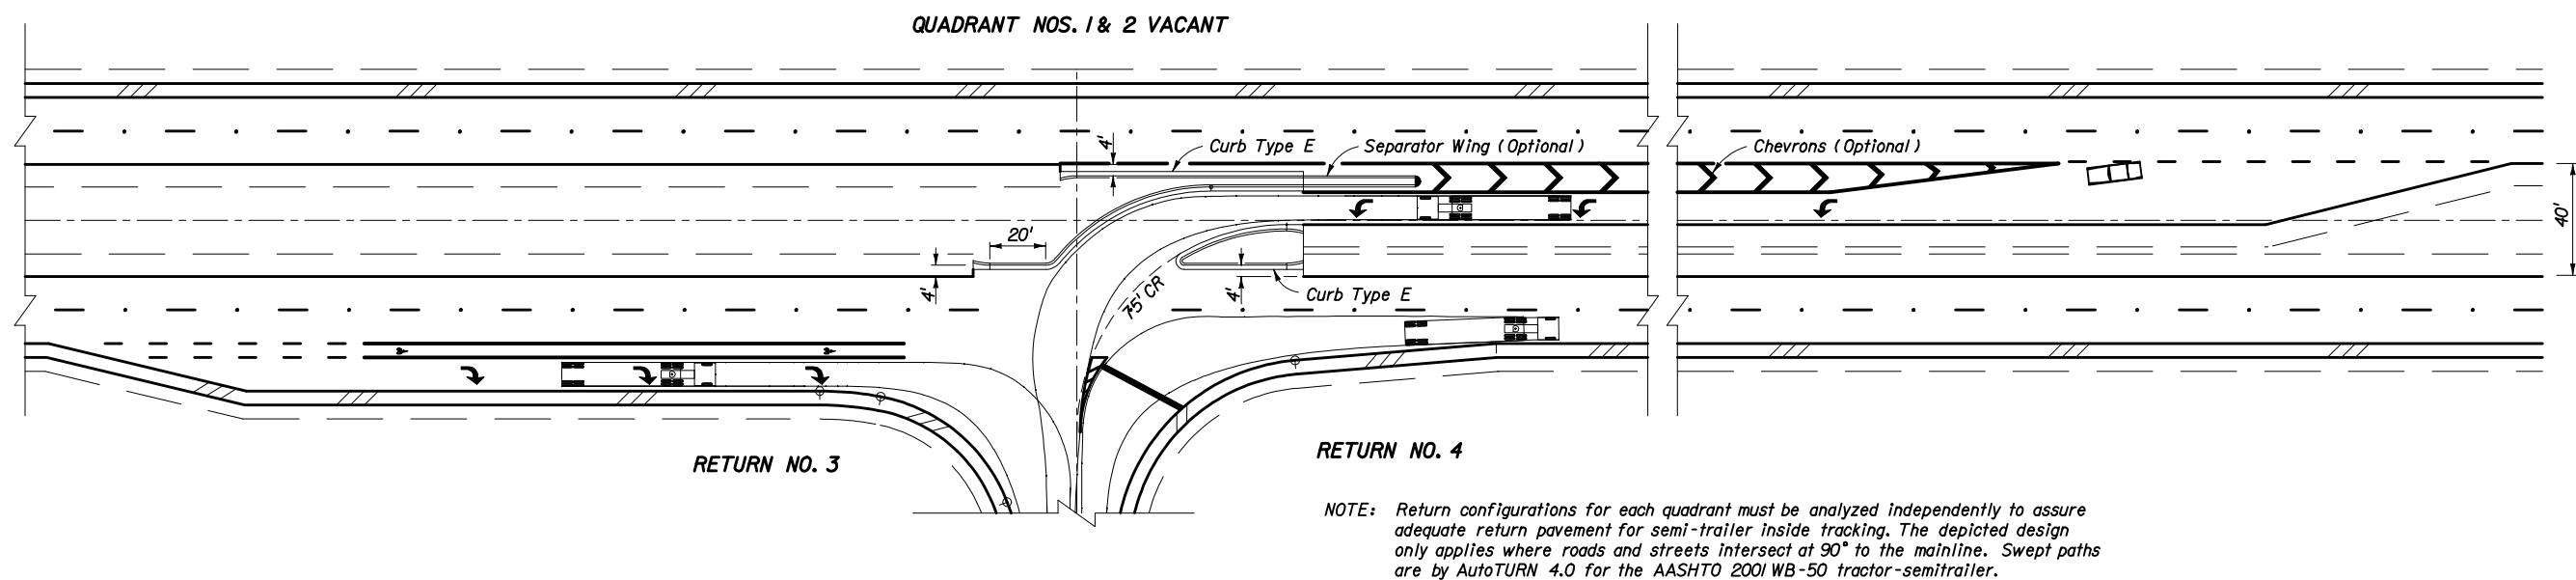 QUADRANT NOS. 1 & 2 VACANT
4'
Curb Type E
Separator Wing (Optional)
Chevrons (Optional)
40'
20'
4'
75' CR
4'
Curb Type E
RETURN NO. 3
RETURN NO. 4
NOTE: Return configurations for each quadrant must be analyzed independently to assure
adequate return pavement for semi-trailer inside tracking. The depicted design
only applies where roads and streets intersect at 90° to the mainline. Swept paths
are by AutoTURN 4.0 for the AASHTO 2001 WB-50 tractor-semitrailer.